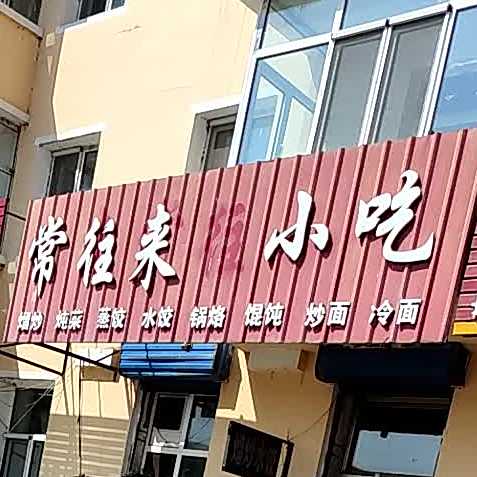 常往来 小吃
熘炒 炖菜 蒸饺 水饺 锅烙 馄饨 炒面 冷面